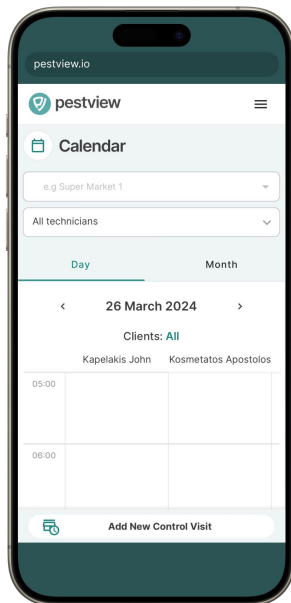 pestview.io
pestview
Calendar
e.g Super Market 1
All technicians
Day Month
< 26 March 2024 >
Clients: All
Kapelakis John Kosmetatos Apostolos
05:00
06:00
Add New Control Visit